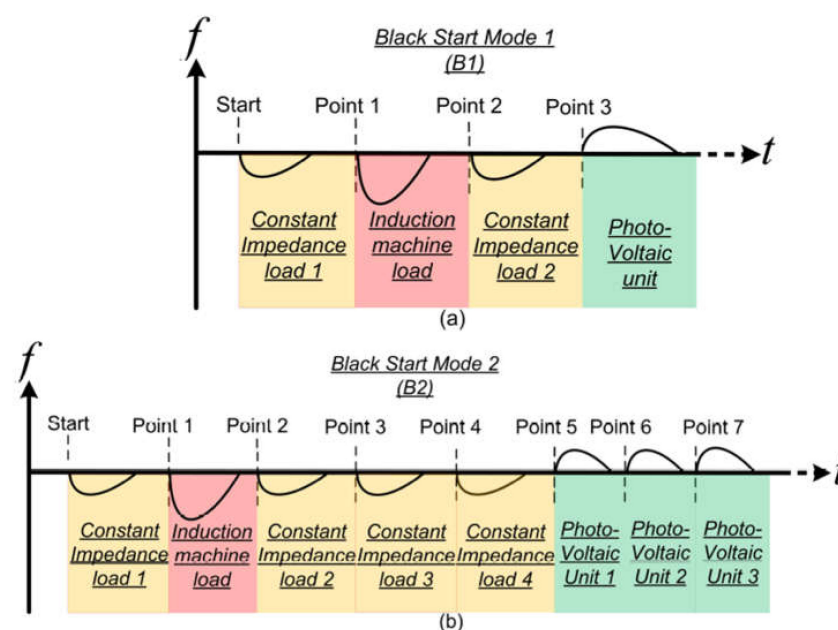 Black Start Mode 1
(B1)
f
Start
Point 1
Point 2
Point 3
t
Constant
Impedance
load 1
Induction
machine
load
Constant
Impedance
load 2
Photo-
Voltaic
unit
(a)
Black Start Mode 2
(B2)
f
Start
Point 1
Point 2
Point 3
Point 4
Point 5
Point 6
Point 7
t
Constant
Impedance
load 1
Induction
machine
load
Constant
Impedance
load 2
Constant
Impedance
load 3
Constant
Impedance
load 4
Photo-
Voltaic
Unit 1
Photo-
Voltaic
Unit 2
Photo-
Voltaic
Unit 3
(b)